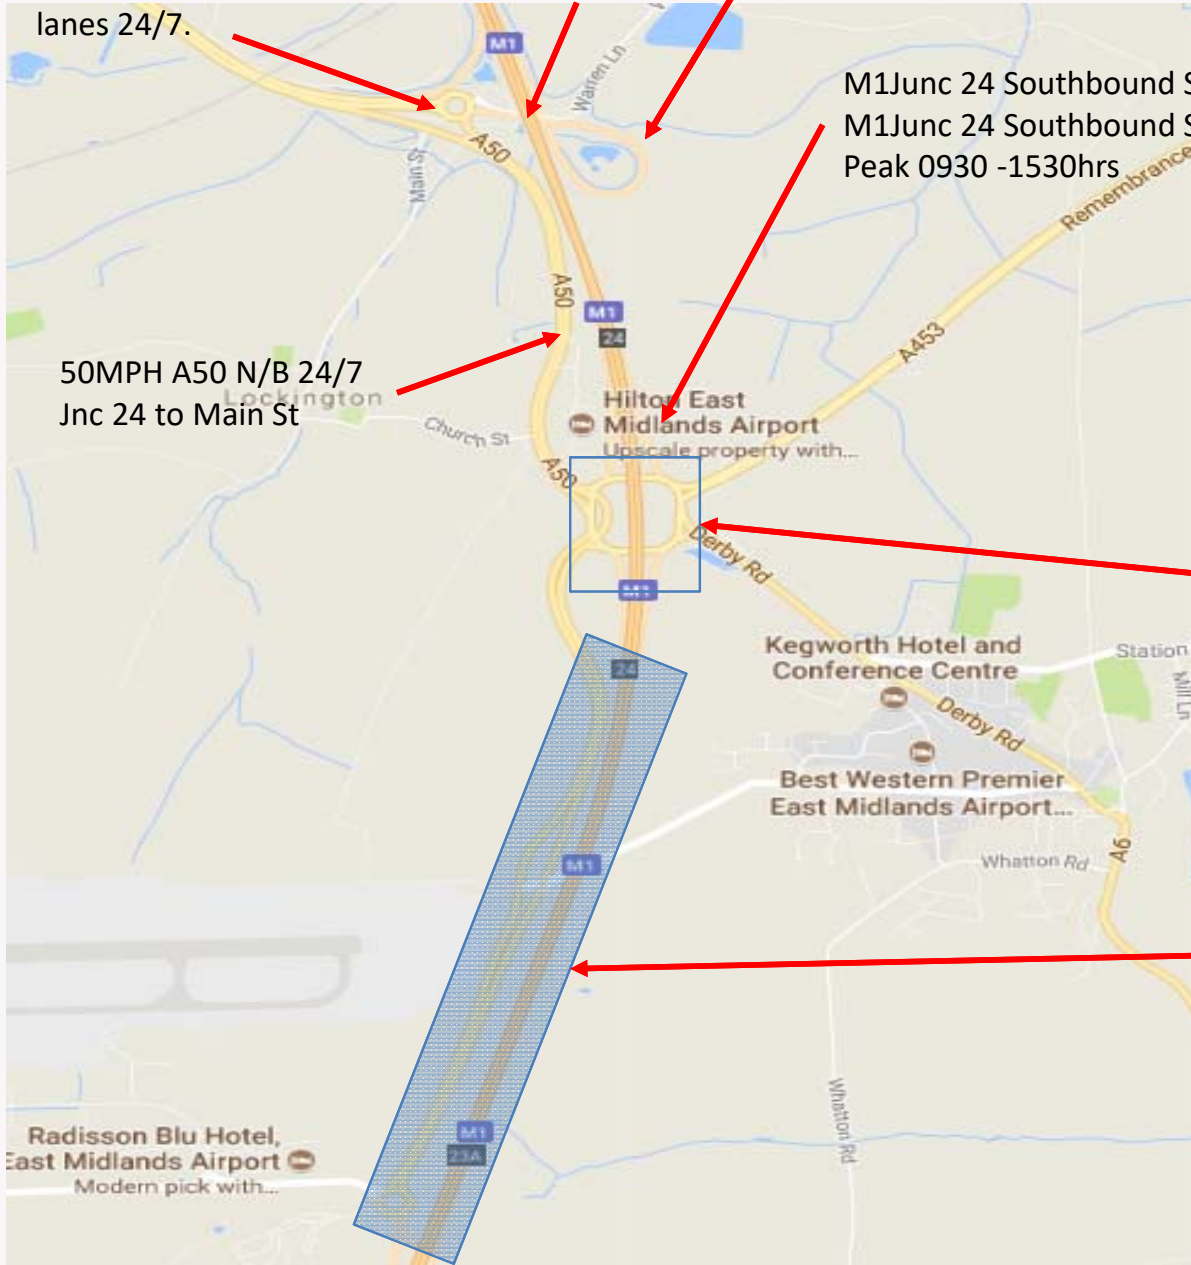 lanes 24/7.
M1
Warren Ln
M1Junc 24 Southbound S
M1Junc 24 Southbound S
Peak 0930 -1530hrs
A50
Main St
Remembrance
A50
M1
24
A453
50MPH A50 N/B 24/7
Jnc 24 to Main St
Lockington
Hilton East
Midlands Airport
Upscale property with...
Church St
A50
Derby Rd
M1
Kegworth Hotel and
Conference Centre
Station
24
Mill Ln
Derby Rd
Best Western Premier
East Midlands Airport...
M1
Whatton Rd
A6
Whatton Rd
Radisson Blu Hotel,
East Midlands Airport
Modern pick with...
M1
23A